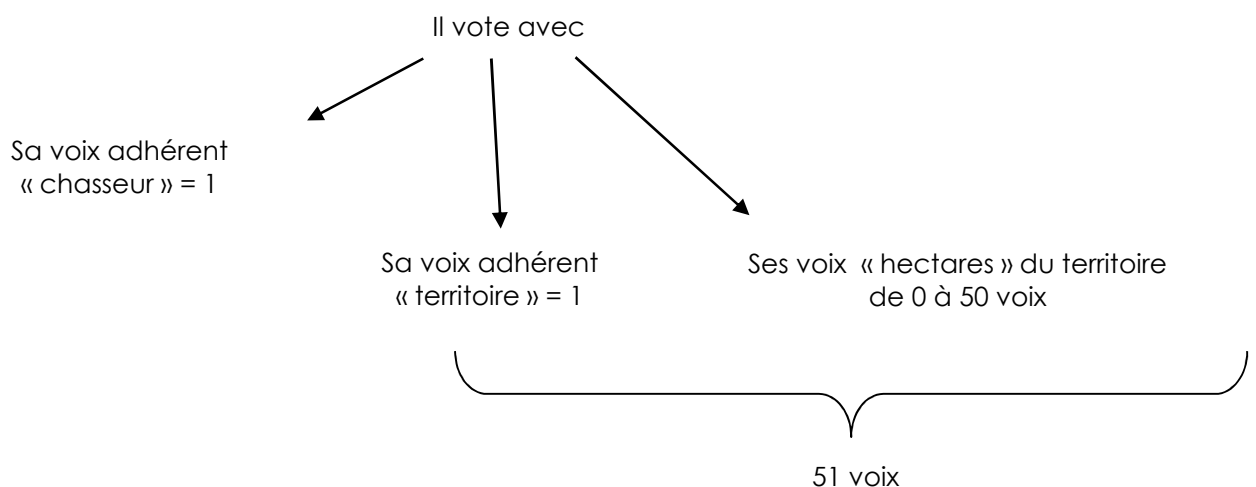 Il vote avec
Sa voix adhérent
« chasseur » = 1
Sa voix adhérent
« territoire » = 1
Ses voix « hectares » du territoire
de 0 à 50 voix
51 voix